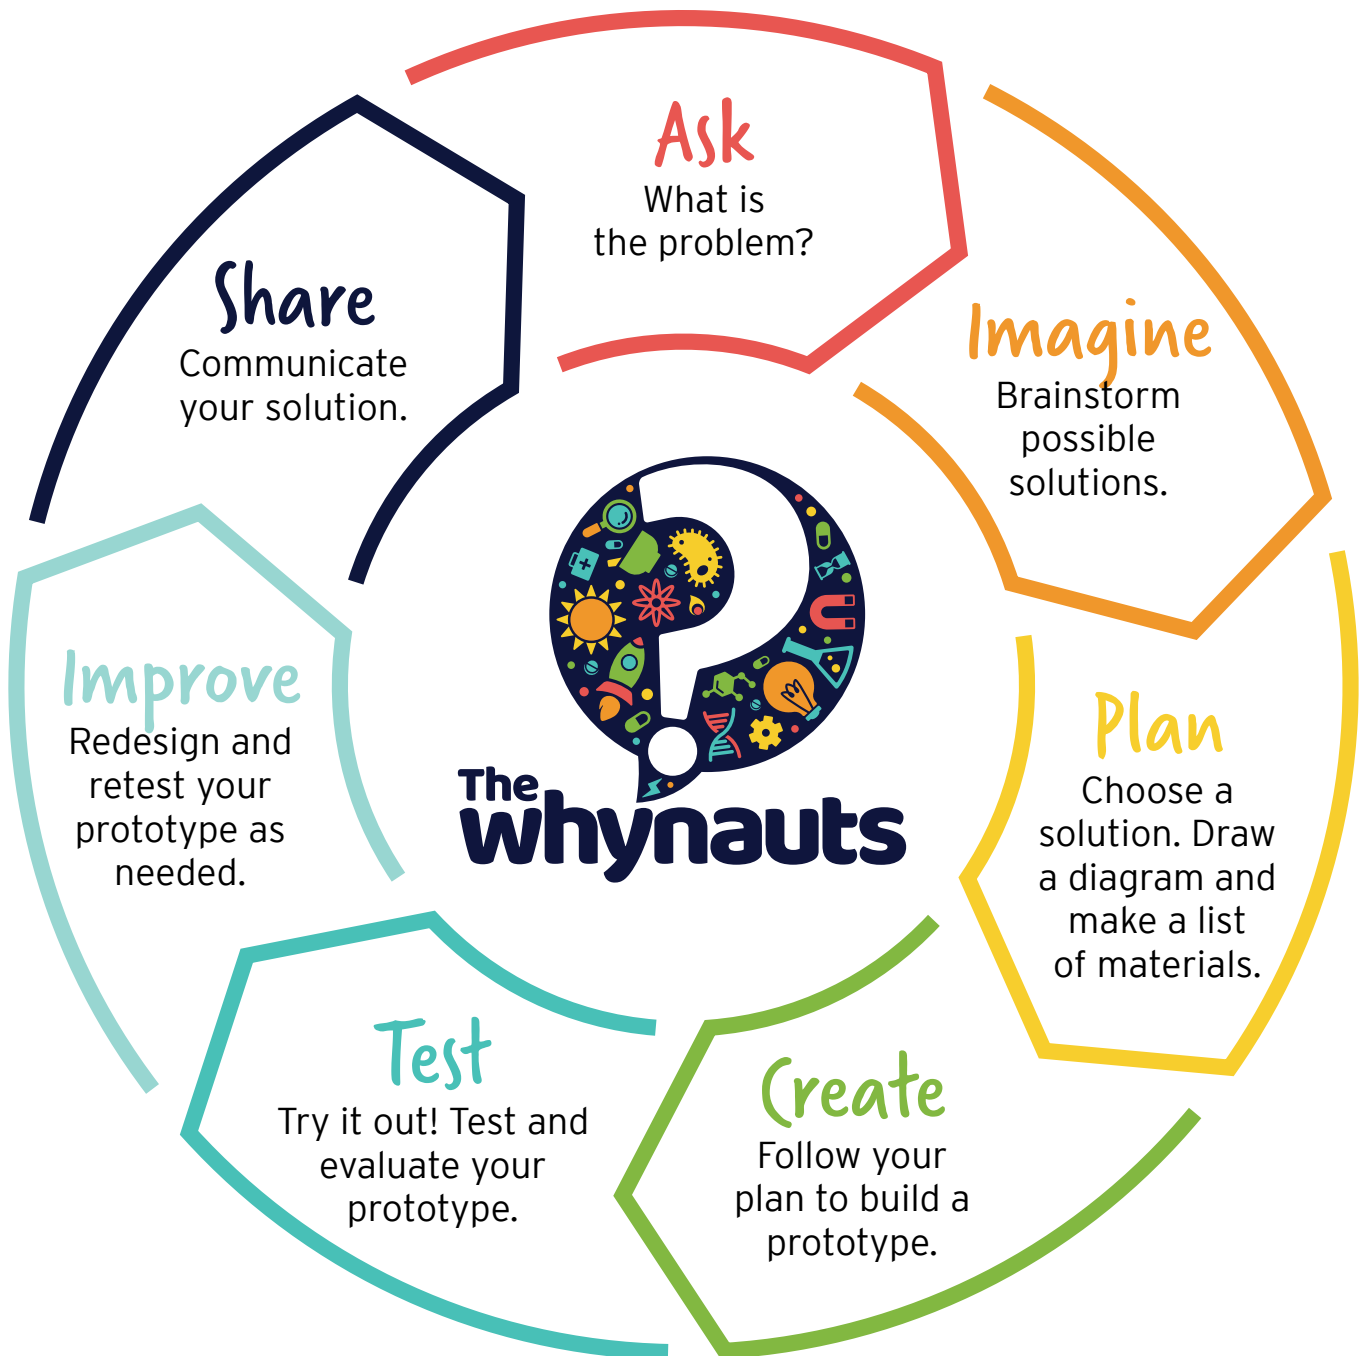 Ask
What is
the problem?
Imagine
Brainstorm
possible
solutions.
Plan
Choose a
solution. Draw
a diagram and
make a list
of materials.
Create
Follow your
plan to build a
prototype.
Test
Try it out! Test and
evaluate your
prototype.
Improve
Redesign and
retest your
prototype as
needed.
Share
Communicate
your solution.
The
whynauts